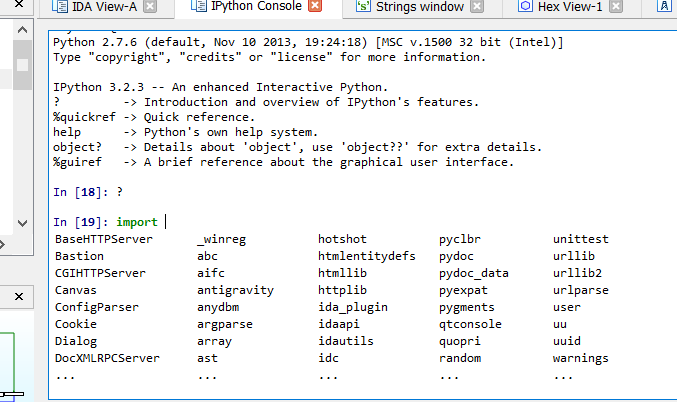 IDA View-A IPython Console Strings window Hex View-1
Python 2.7.6 (default, Nov 10 2013, 19:24:18) [MSC v.1500 32 bit (Intel)]
Type "copyright", "credits" or "license" for more information.
IPython 3.2.3 -- An enhanced Interactive Python.
? -> Introduction and overview of IPython's features.
%quickref -> Quick reference.
help -> Python's own help system.
object? -> Details about 'object', use 'object??' for extra details.
%guiref -> A brief reference about the graphical user interface.
In [18]: ?
In [19]: import
BaseHTTPServer _winreg hotshot pyclbr unittest
Bastion abc htmlentitydefs pydoc urllib
CGIHTTPServer aifc htmllib pydoc_data urllib2
Canvas antigravity httplib pyexpat urlparse
ConfigParser anydbm ida_plugin pygments user
Cookie argparse idaapi qtconsole uu
Dialog array idautils quopri uuid
DocXMLRPCServer ast idc random warnings
... ... ... ... ...